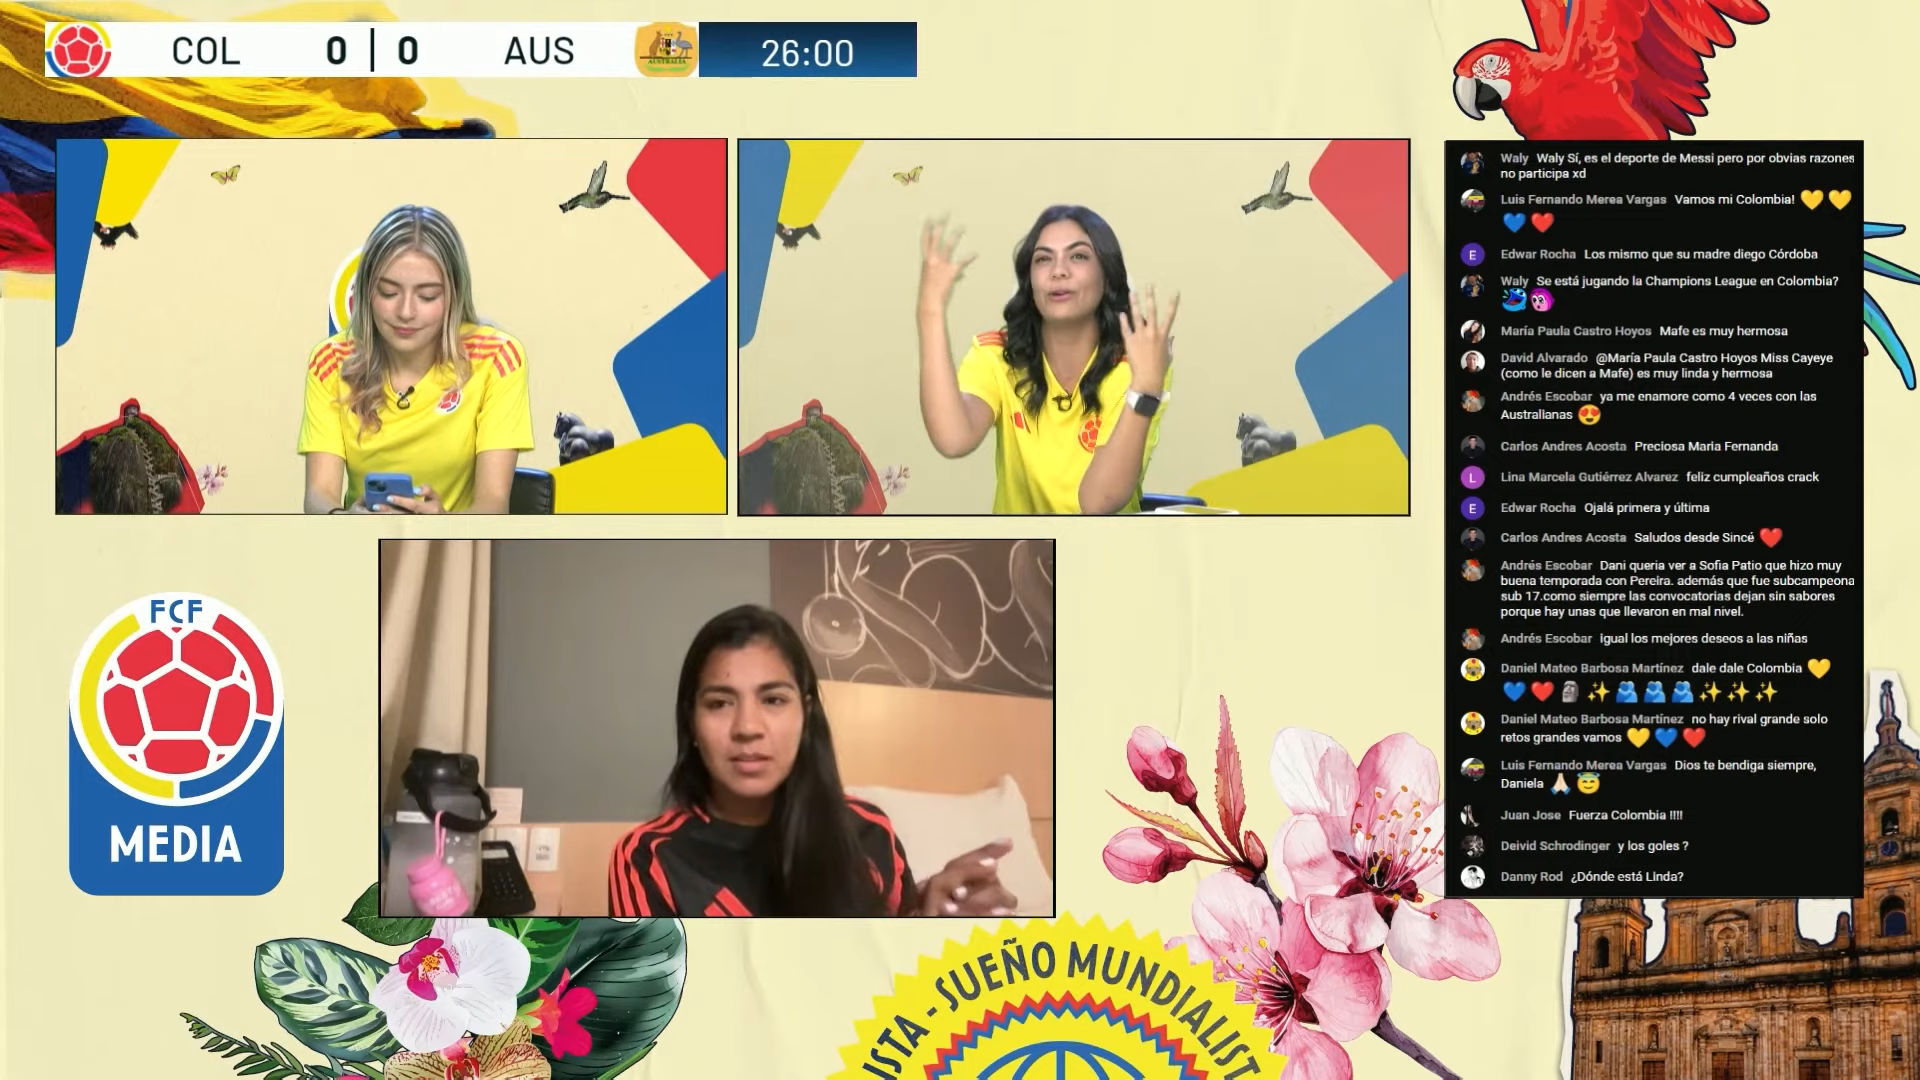 COL 0 | 0 AUS 26:00
AUSTRALIA
Waly Waly Sí, es el deporte de Messi pero por obvias razones
no participa xd
Luis Fernando Merea Vargas Vamos mi Colombia! 💛 💛
💙 ❤️
E Edwar Rocha Los mismo que su madre diego Córdoba
Waly Se está jugando la Champions League en Colombia?
María Paula Castro Hoyos Mafe es muy hermosa
David Alvarado @María Paula Castro Hoyos Miss Cayeye
(como le dicen a Mafe) es muy linda y hermosa
Andrés Escobar ya me enamore como 4 veces con las
Australianas 😍
Carlos Andres Acosta Preciosa Maria Fernanda
L Lina Marcela Gutiérrez Alvarez feliz cumpleaños crack
E Edwar Rocha Ojalá primera y última
Carlos Andres Acosta Saludos desde Sincé ❤️
Andrés Escobar Dani queria ver a Sofia Patio que hizo muy
buena temporada con Pereira. además que fue subcampeona
sub 17.como siempre las convocatorias dejan sin sabores
porque hay unas que llevaron en mal nivel.
Andrés Escobar igual los mejores deseos a las niñas
Daniel Mateo Barbosa Martínez dale dale Colombia 💛
💙 ❤️ 🗿 ✨ 🫂 🫂 🫂 ✨ ✨ ✨
Daniel Mateo Barbosa Martínez no hay rival grande solo
retos grandes vamos 💛 💙 ❤️
Luis Fernando Merea Vargas Dios te bendiga siempre,
Daniela 🙏🏻 😇
Juan Jose Fuerza Colombia !!!!
Deivid Schrodinger y los goles ?
Danny Rod ¿Dónde está Linda?
FCF
MEDIA
ISTA - SUEÑO MUNDIALIST